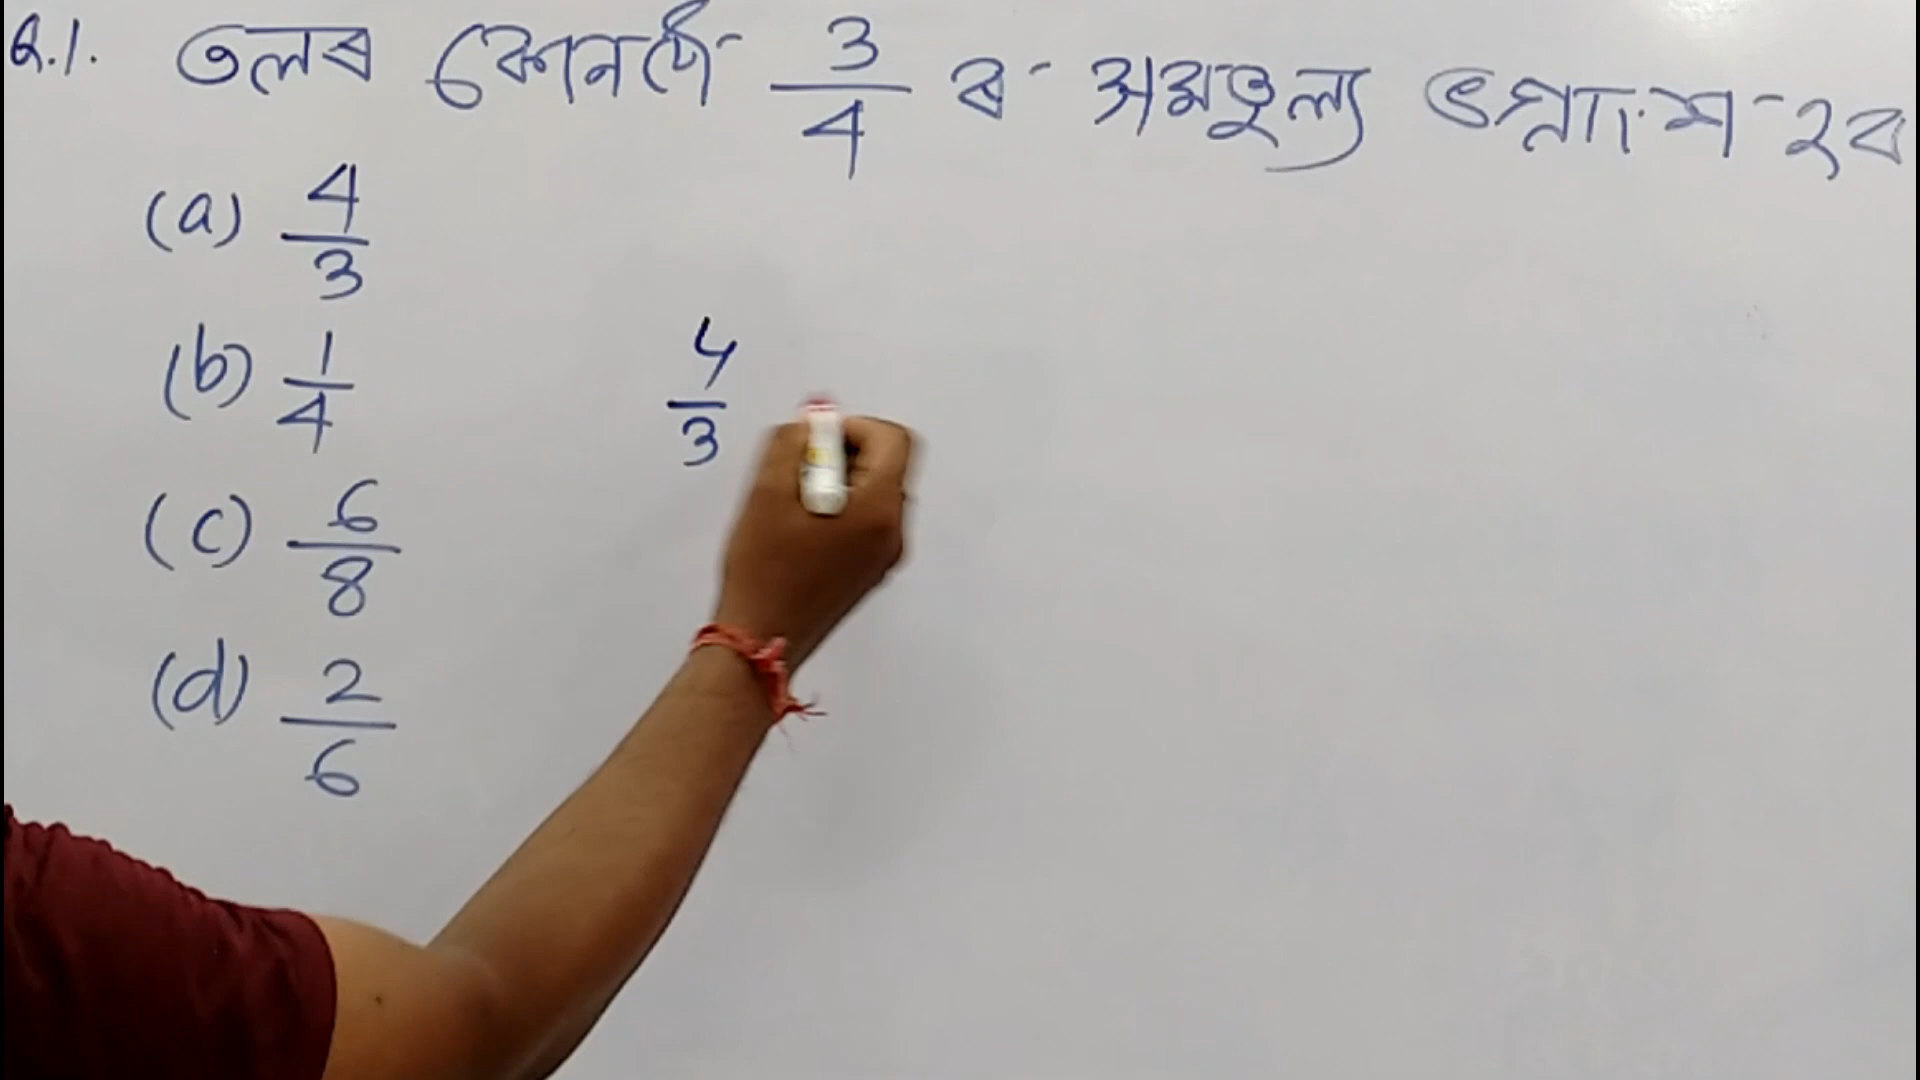 Q.1. তলৰ কোনটো 3/4 ৰ সমতুল্য ভগ্নাংশ হব
(a) 4/3
(b) 1/4
(c) 6/8
(d) 2/6
4/3